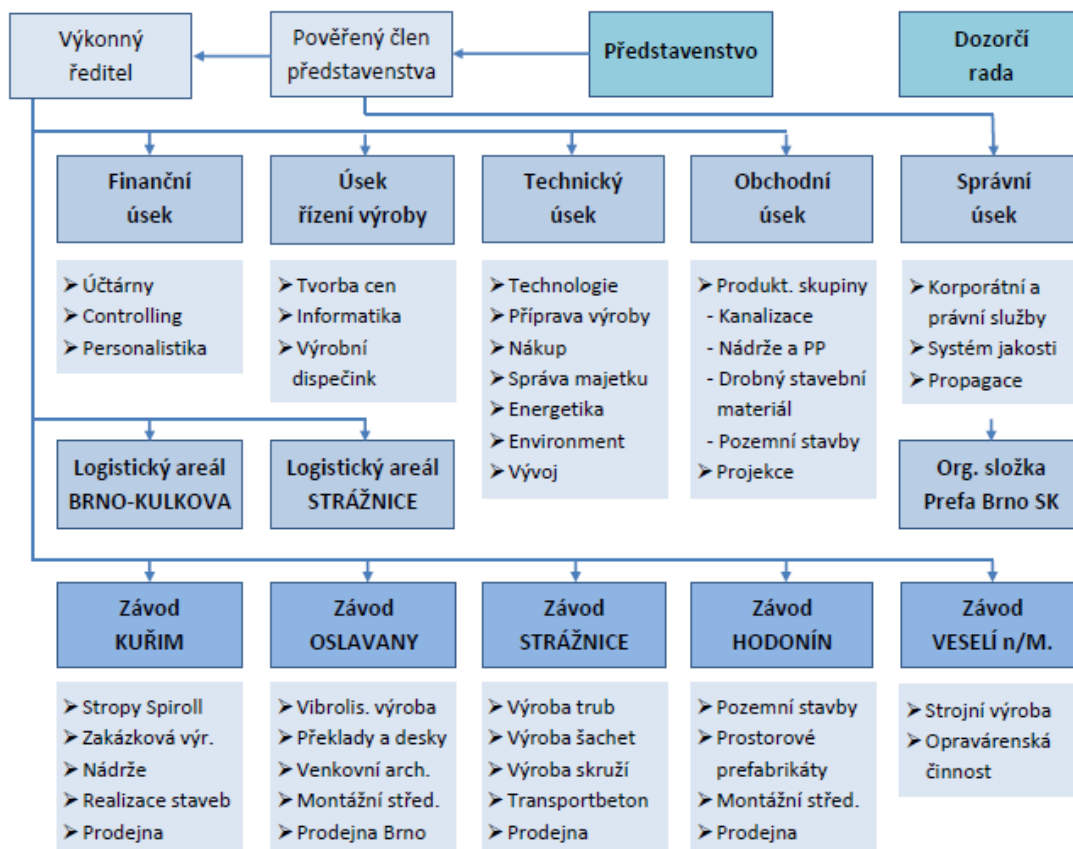 Výkonný
ředitel
Pověřený člen
představenstva
Představenstvo
Dozorčí
rada
Finanční
úsek
Úsek
řízení výroby
Technický
úsek
Obchodní
úsek
Správní
úsek
➤ Účtárny
➤ Controlling
➤ Personalistika
➤ Tvorba cen
➤ Informatika
➤ Výrobní
dispečink
➤ Technologie
➤ Příprava výroby
➤ Nákup
➤ Správa majetku
➤ Energetika
➤ Environment
➤ Vývoj
➤ Produkt. skupiny
- Kanalizace
- Nádrže a PP
- Drobný stavební
materiál
- Pozemní stavby
➤ Projekce
➤ Korporátní a
právní služby
➤ Systém jakosti
➤ Propagace
Logistický areál
BRNO-KULKOVA
Logistický areál
STRÁŽNICE
Org. složka
Prefa Brno SK
Závod
KUŘIM
Závod
OSLAVANY
Závod
STRÁŽNICE
Závod
HODONÍN
Závod
VESELÍ n/M.
➤ Stropy Spiroll
➤ Zakázková výr.
➤ Nádrže
➤ Realizace staveb
➤ Prodejna
➤ Vibrolis. výroba
➤ Překlady a desky
➤ Venkovní arch.
➤ Montážní střed.
➤ Prodejna Brno
➤ Výroba trub
➤ Výroba šachet
➤ Výroba skruží
➤ Transportbeton
➤ Prodejna
➤ Pozemní stavby
➤ Prostorové
prefabrikáty
➤ Montážní střed.
➤ Prodejna
➤ Strojní výroba
➤ Opravárenská
činnost